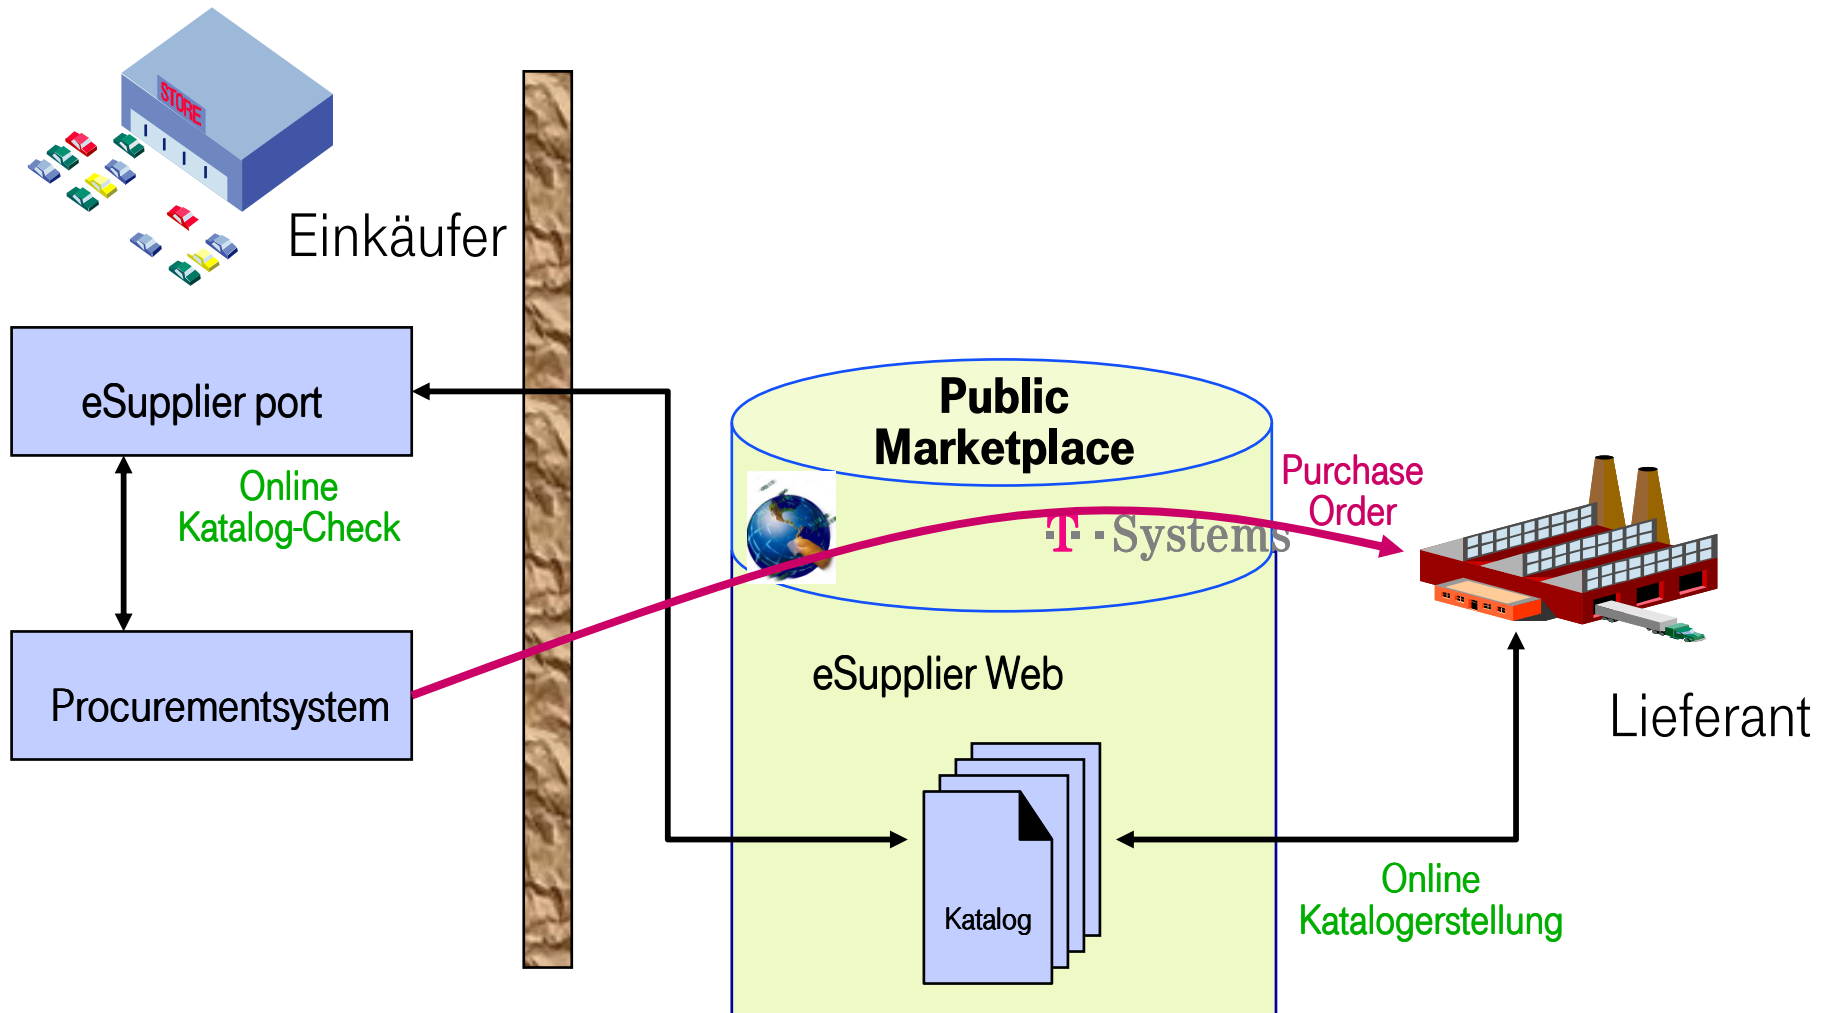 STORE
Einkäufer
eSupplier port
Online
Katalog-Check
Procurementsystem
Public
Marketplace
T - Systems
Purchase
Order
eSupplier Web
Katalog
Lieferant
Online
Katalogerstellung